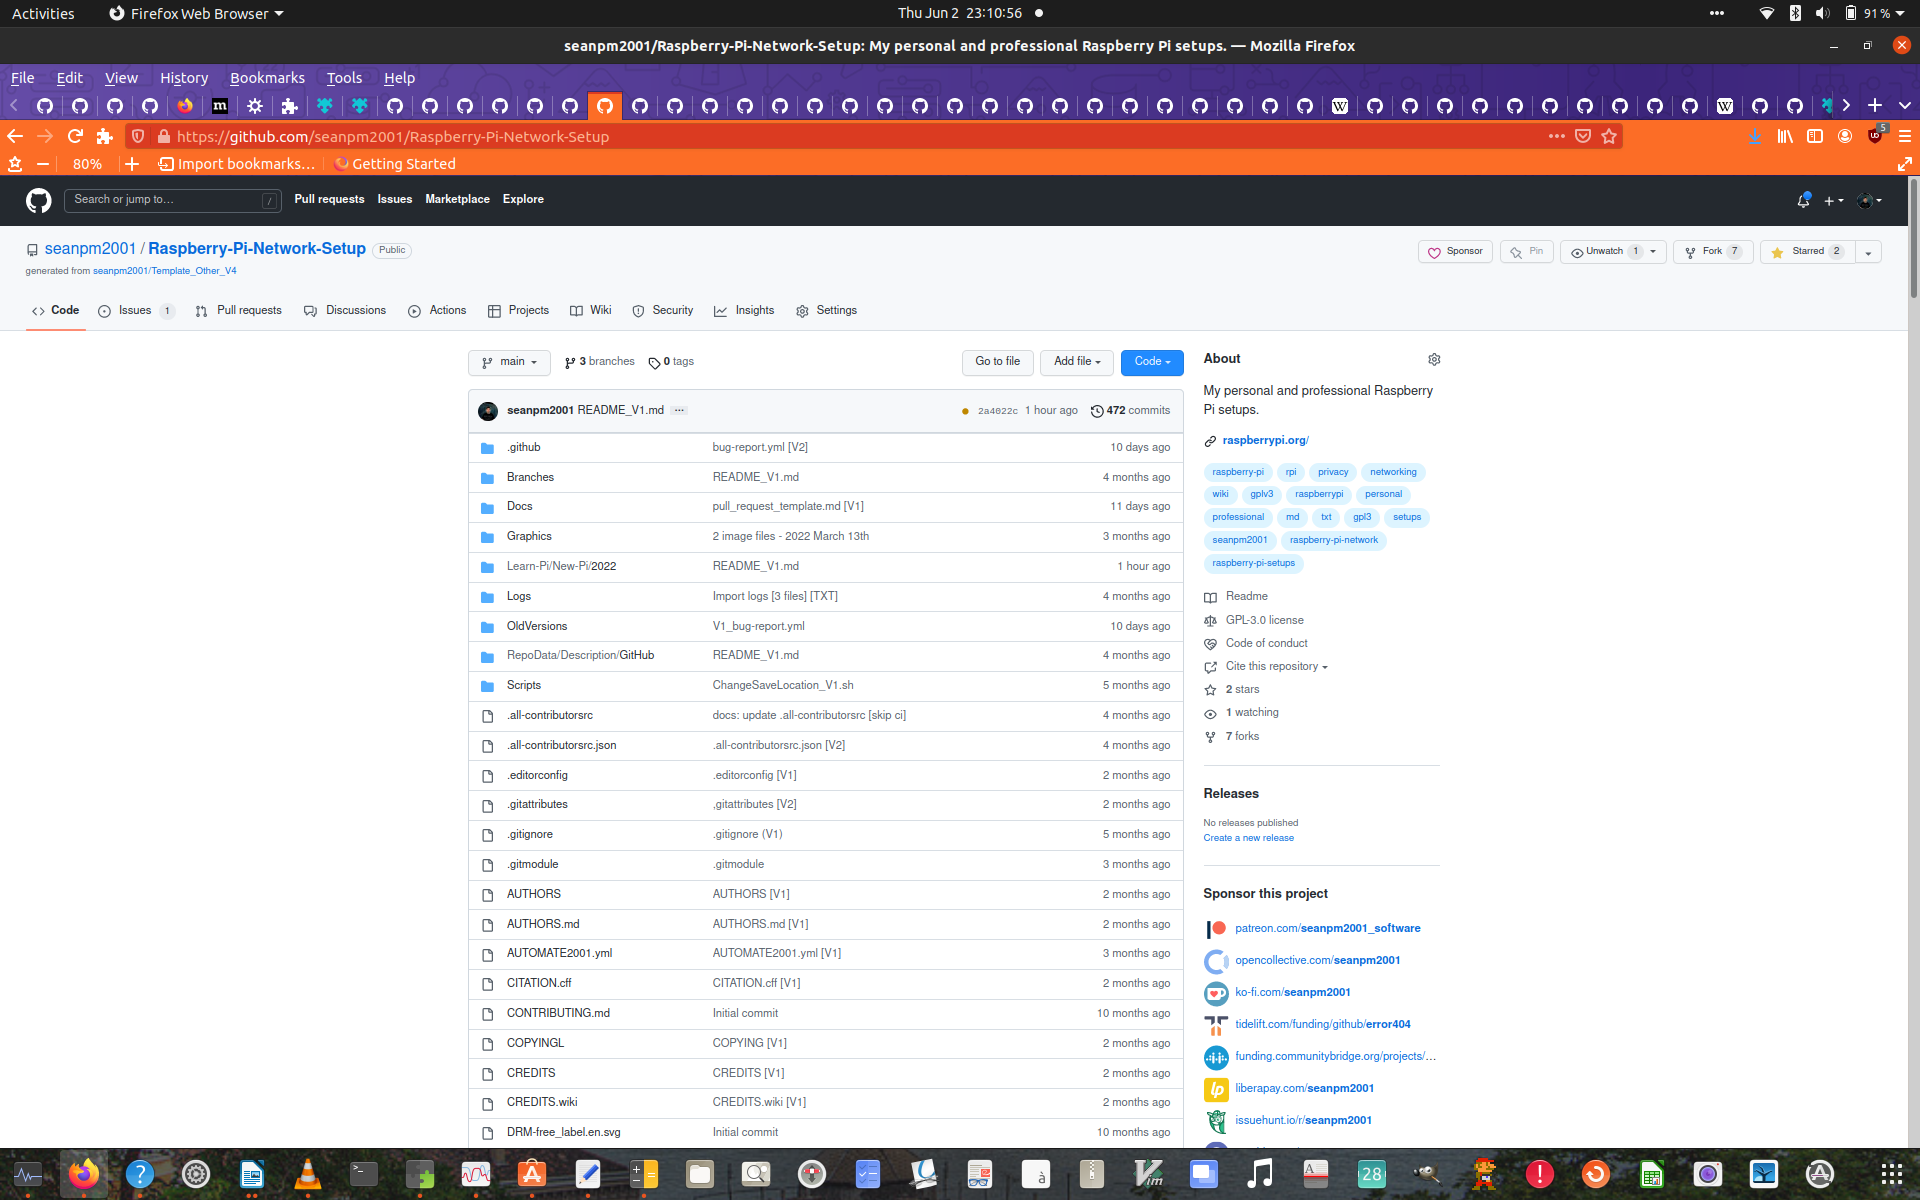 Activities
Firefox Web Browser
Thu Jun 2 23:10:56
91 %
seanpm2001/Raspberry-Pi-Network-Setup: My personal and professional Raspberry Pi setups. — Mozilla Firefox
File Edit View History Bookmarks Tools Help
https://github.com/seanpm2001/Raspberry-Pi-Network-Setup
5
80%
Import bookmarks...
Getting Started
Search or jump to...
/
Pull requests Issues Marketplace Explore
seanpm2001 / Raspberry-Pi-Network-Setup Public
generated from seanpm2001/Template_Other_V4
Sponsor
Pin
Unwatch 1
Fork 7
Starred 2
Code
Issues 1
Pull requests
Discussions
Actions
Projects
Wiki
Security
Insights
Settings
main
3 branches
0 tags
Go to file
Add file
Code
seanpm2001 README_V1.md ...
2a4022c 1 hour ago
472 commits
.github bug-report.yml [V2] 10 days ago
Branches README_V1.md 4 months ago
Docs pull_request_template.md [V1] 11 days ago
Graphics 2 image files - 2022 March 13th 3 months ago
Learn-Pi/New-Pi/2022 README_V1.md 1 hour ago
Logs Import logs [3 files] [TXT] 4 months ago
OldVersions V1_bug-report.yml 10 days ago
RepoData/Description/GitHub README_V1.md 4 months ago
Scripts ChangeSaveLocation_V1.sh 5 months ago
.all-contributorsrc docs: update .all-contributorsrc [skip ci] 4 months ago
.all-contributorsrc.json .all-contributorsrc.json [V2] 4 months ago
.editorconfig .editorconfig [V1] 2 months ago
.gitattributes ,gitattributes [V2] 2 months ago
.gitignore .gitignore (V1) 5 months ago
.gitmodule .gitmodule 3 months ago
AUTHORS AUTHORS [V1] 2 months ago
AUTHORS.md AUTHORS.md [V1] 2 months ago
AUTOMATE2001.yml AUTOMATE2001.yml [V1] 3 months ago
CITATION.cff CITATION.cff [V1] 2 months ago
CONTRIBUTING.md Initial commit 10 months ago
COPYINGL COPYING [V1] 2 months ago
CREDITS CREDITS [V1] 2 months ago
CREDITS.wiki CREDITS.wiki [V1] 2 months ago
DRM-free_label.en.svg Initial commit 10 months ago
About
My personal and professional Raspberry
Pi setups.
raspberrypi.org/
raspberry-pi rpi privacy networking
wiki gplv3 raspberrypi personal
professional md txt gpl3 setups
seanpm2001 raspberry-pi-network
raspberry-pi-setups
Readme
GPL-3.0 license
Code of conduct
Cite this repository
2 stars
1 watching
7 forks
Releases
No releases published
Create a new release
Sponsor this project
patreon.com/seanpm2001_software
opencollective.com/seanpm2001
ko-fi.com/seanpm2001
tidelift.com/funding/github/error404
funding.communitybridge.org/projects/...
liberapay.com/seanpm2001
issuehunt.io/r/seanpm2001
28